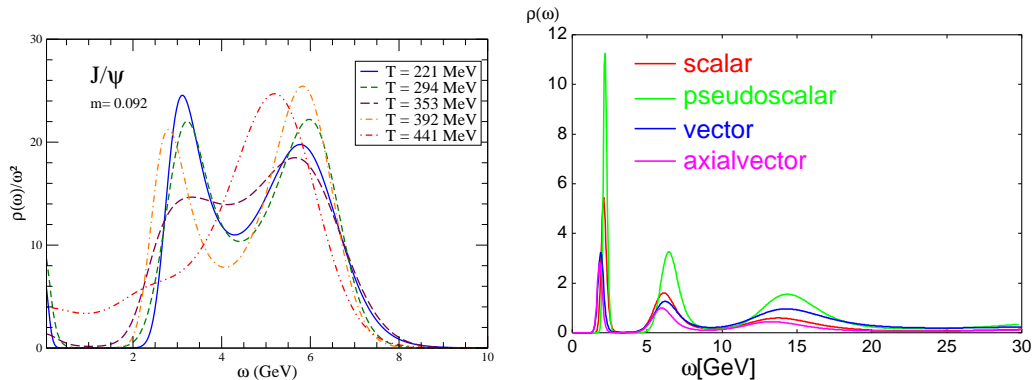 30
20
10
0
0
2
4
6
8
10
ρ(ω)/ω²
ω (GeV)
J/ψ
m= 0.092
T = 221 MeV
T = 294 MeV
T = 353 MeV
T = 392 MeV
T = 441 MeV
ρ(ω)
12
10
8
6
4
2
0
0
5
10
15
20
25
30
ω[GeV]
scalar
pseudoscalar
vector
axialvector